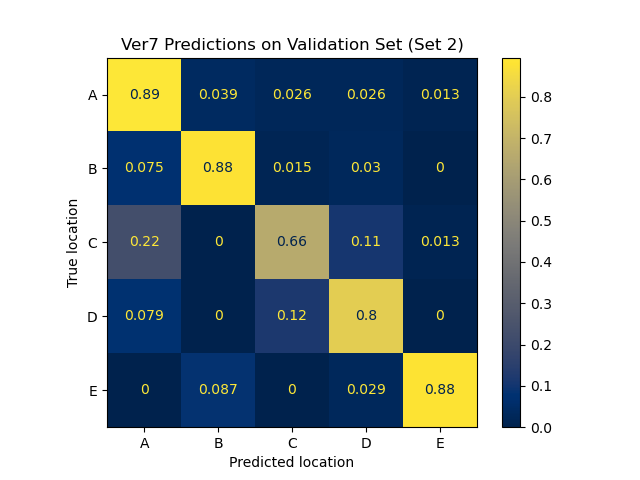 Ver7 Predictions on Validation Set (Set 2)
A 0.89 0.039 0.026 0.026 0.013
B 0.075 0.88 0.015 0.03 0
C 0.22 0 0.66 0.11 0.013
D 0.079 0 0.12 0.8 0
E 0 0.087 0 0.029 0.88
A B C D E
Predicted location
True location
0.8
0.7
0.6
0.5
0.4
0.3
0.2
0.1
0.0